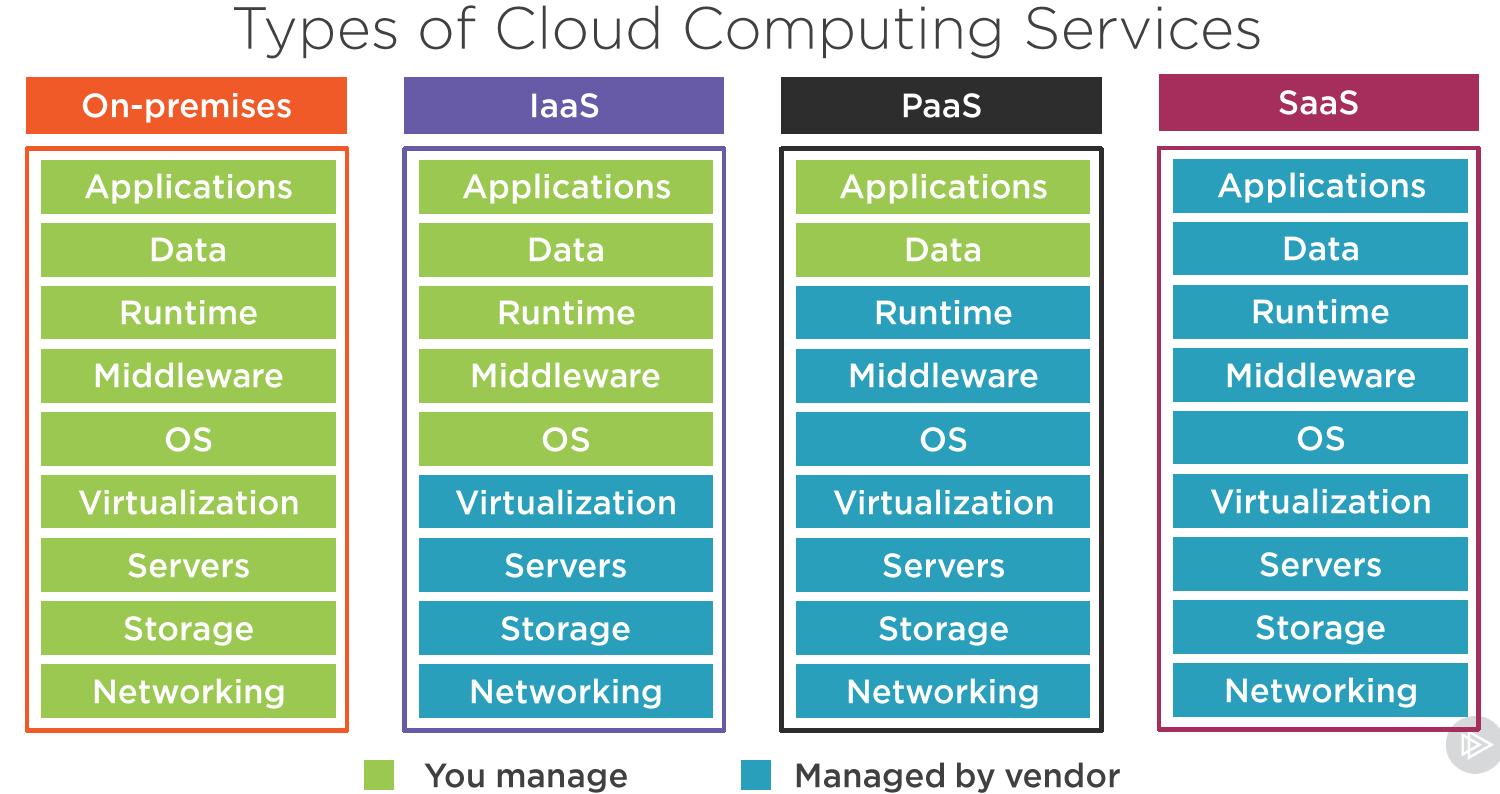 Types of Cloud Computing Services
On-premises
Applications
Data
Runtime
Middleware
OS
Virtualization
Servers
Storage
Networking
IaaS
Applications
Data
Runtime
Middleware
OS
Virtualization
Servers
Storage
Networking
PaaS
Applications
Data
Runtime
Middleware
OS
Virtualization
Servers
Storage
Networking
SaaS
Applications
Data
Runtime
Middleware
OS
Virtualization
Servers
Storage
Networking
You manage
Managed by vendor